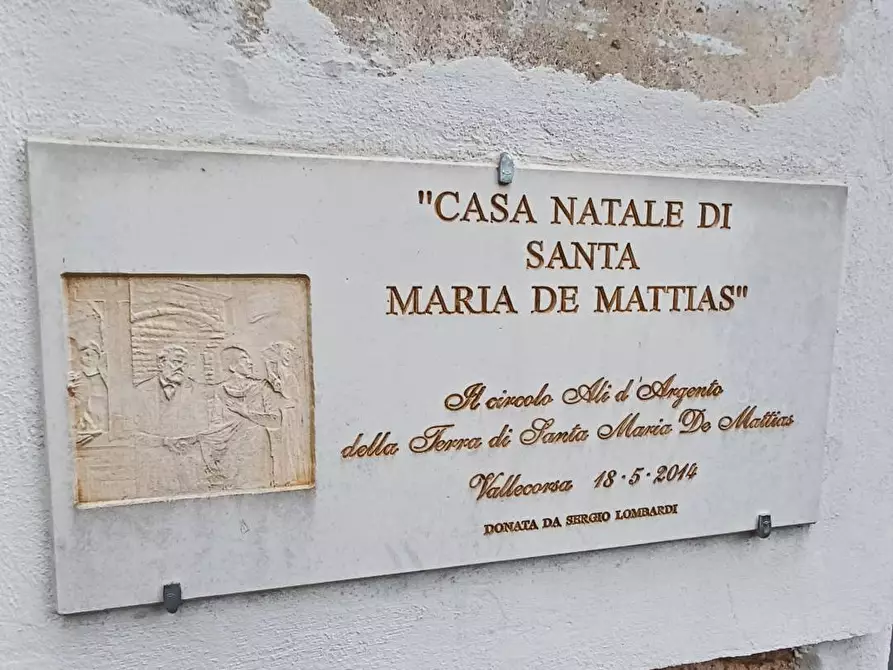 "CASA NATALE DI
SANTA
MARIA DE MATTIAS"
Il circolo Ali d'Argento
della Terra di Santa Maria De Mattias
Vallecorsa 18·5·2014
DONATA DA SERGIO LOMBARDI